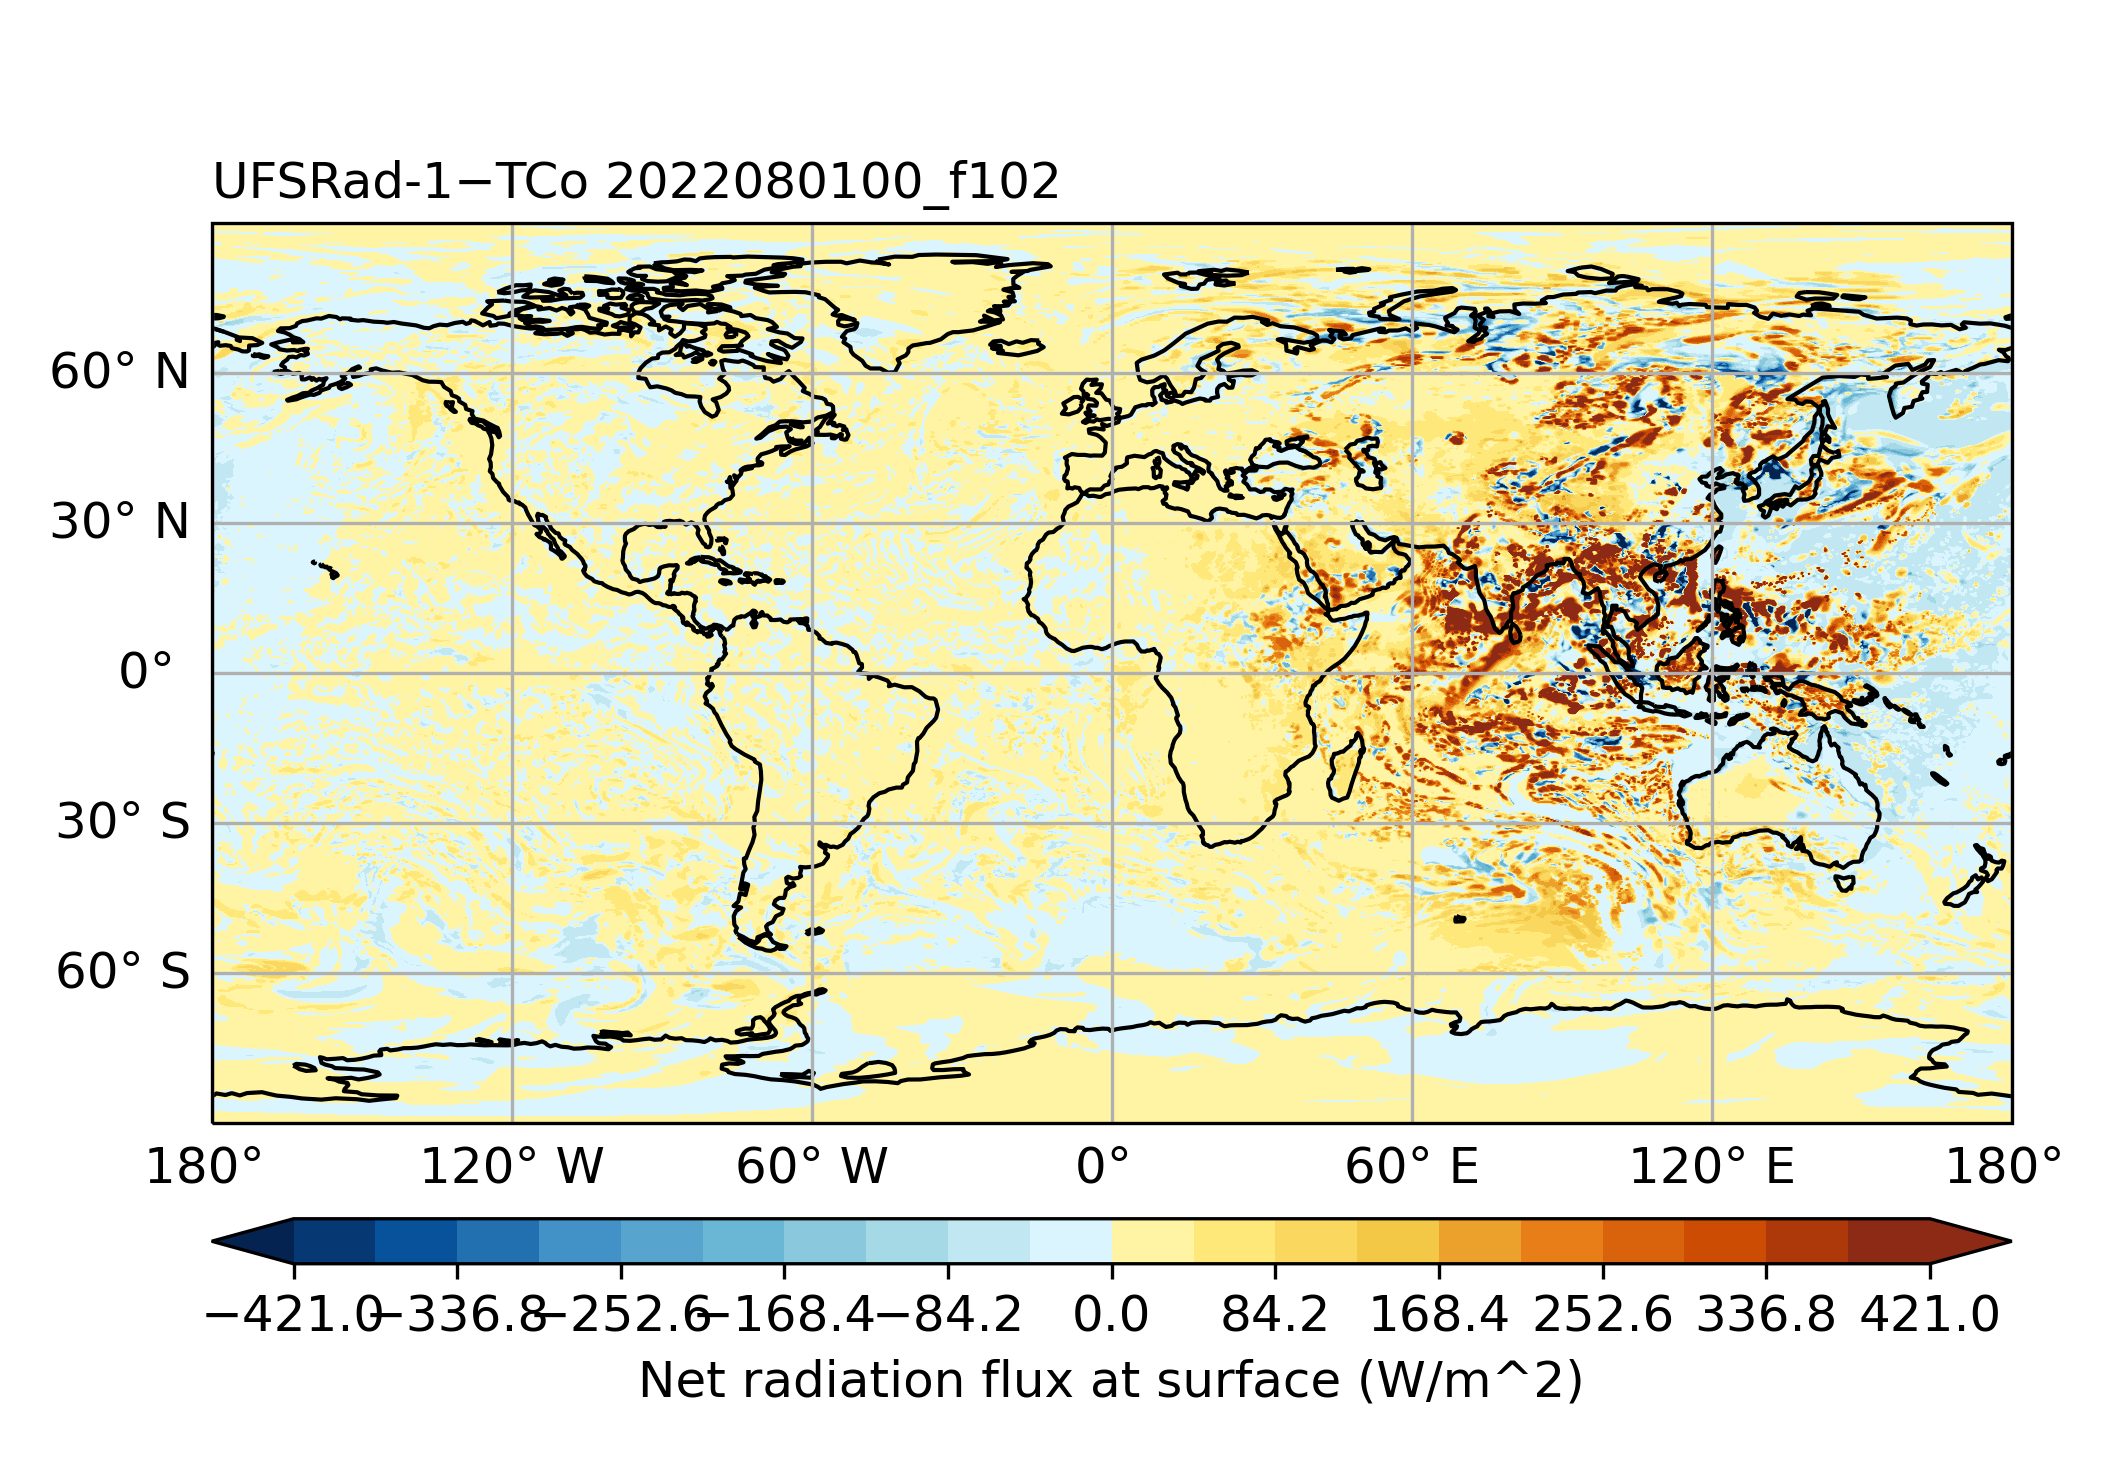 UFSRad-1−TCo 2022080100_f102
60° N
30° N
0°
30° S
60° S
180° 120° W 60° W 0° 60° E 120° E 180°
−421.0 −336.8 −252.6 −168.4 −84.2 0.0 84.2 168.4 252.6 336.8 421.0
Net radiation flux at surface (W/m^2)